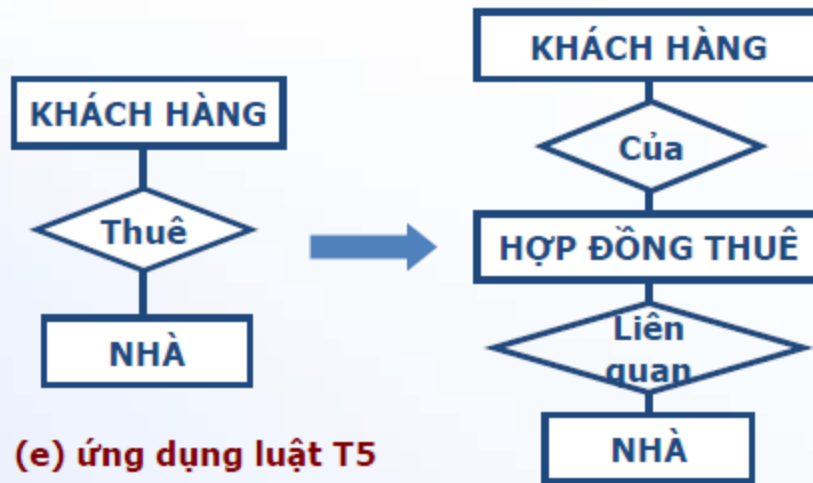 KHÁCH HÀNG
Thuê
NHÀ
KHÁCH HÀNG
Của
HỢP ĐỒNG THUÊ
Liên
quan
NHÀ
(e) ứng dụng luật T5